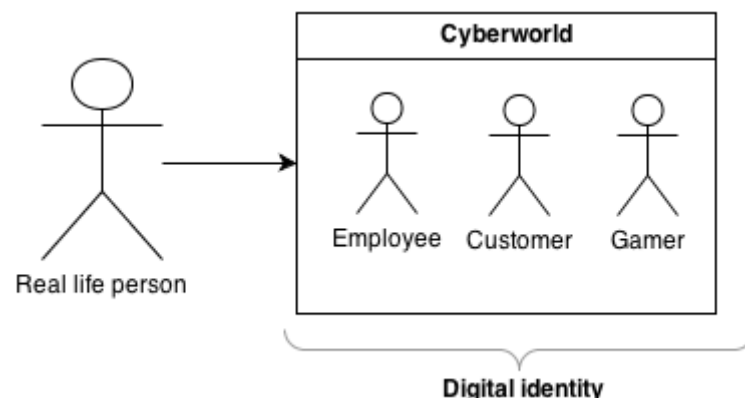 Cyberworld
Employee
Customer
Gamer
Real life person
Digital identity